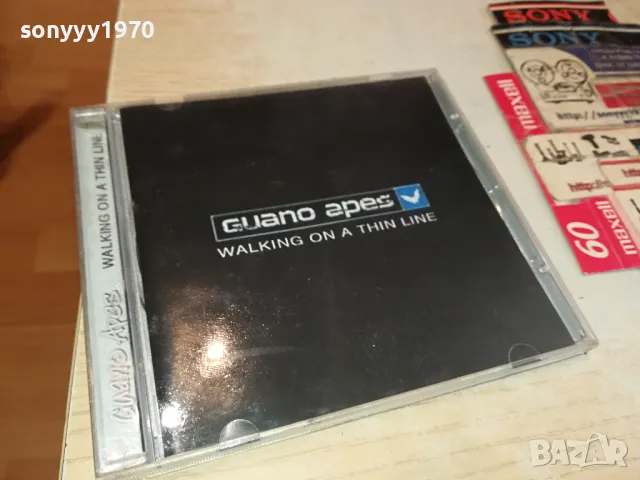 sonyyy1970
GUANO APES
WALKING ON A THIN LINE
GUANO APES WALKING ON A THIN LINE
SONY
SONY
maxell
maxell
60
BAZAR
bg